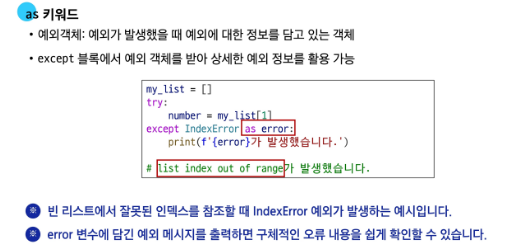 as 키워드
• 예외객체: 예외가 발생했을 때 예외에 대한 정보를 담고 있는 객체
• except 블록에서 예외 객체를 받아 상세한 예외 정보를 활용 가능
my_list = []
try:
    number = my_list[1]
except IndexError as error:
    print(f'{error}가 발생했습니다.')
# list index out of range가 발생했습니다.
※ 빈 리스트에서 잘못된 인덱스를 참조할 때 IndexError 예외가 발생하는 예시입니다.
※ error 변수에 담긴 예외 메시지를 출력하면 구체적인 오류 내용을 쉽게 확인할 수 있습니다.